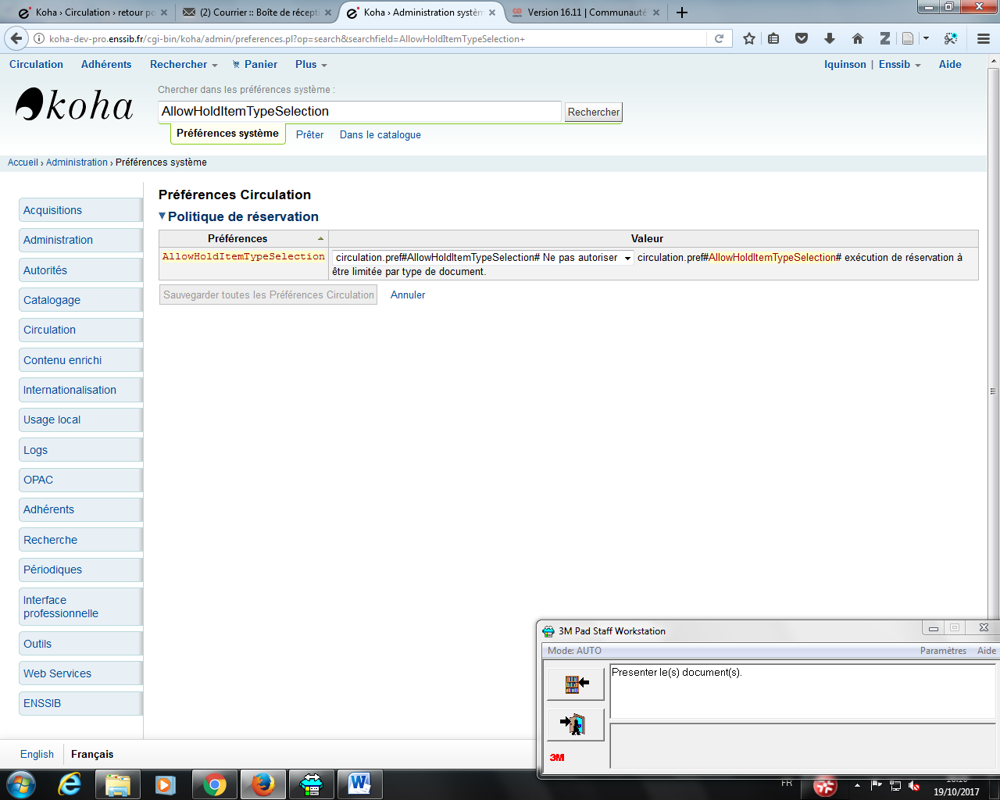 Koha › Circulation › retour po
(2) Courrier :: Boîte de récept
Koha › Administration systèm
Version 16.11 | Communauté
koha-dev-pro.enssib.fr/cgi-bin/koha/admin/preferences.pl?op=search&searchfield=AllowHoldItemTypeSelection+
Circulation Adhérents Rechercher Panier Plus
lquinson | Enssib Aide
koha
Chercher dans les préférences système :
AllowHoldItemTypeSelection
Rechercher
Préférences système Prêter Dans le catalogue
Accueil › Administration › Préférences système
Acquisitions
Administration
Autorités
Catalogage
Circulation
Contenu enrichi
Internationalisation
Usage local
Logs
OPAC
Adhérents
Recherche
Périodiques
Interface
professionnelle
Outils
Web Services
ENSSIB
Préférences Circulation
Politique de réservation
Préférences Valeur
AllowHoldItemTypeSelection circulation.pref#AllowHoldItemTypeSelection# Ne pas autoriser circulation.pref#AllowHoldItemTypeSelection# exécution de réservation à
être limitée par type de document.
Sauvegarder toutes les Préférences Circulation Annuler
3M Pad Staff Workstation
Mode: AUTO Paramètres Aide
Presenter le(s) document(s).
3M
English Français
FR
19/10/2017